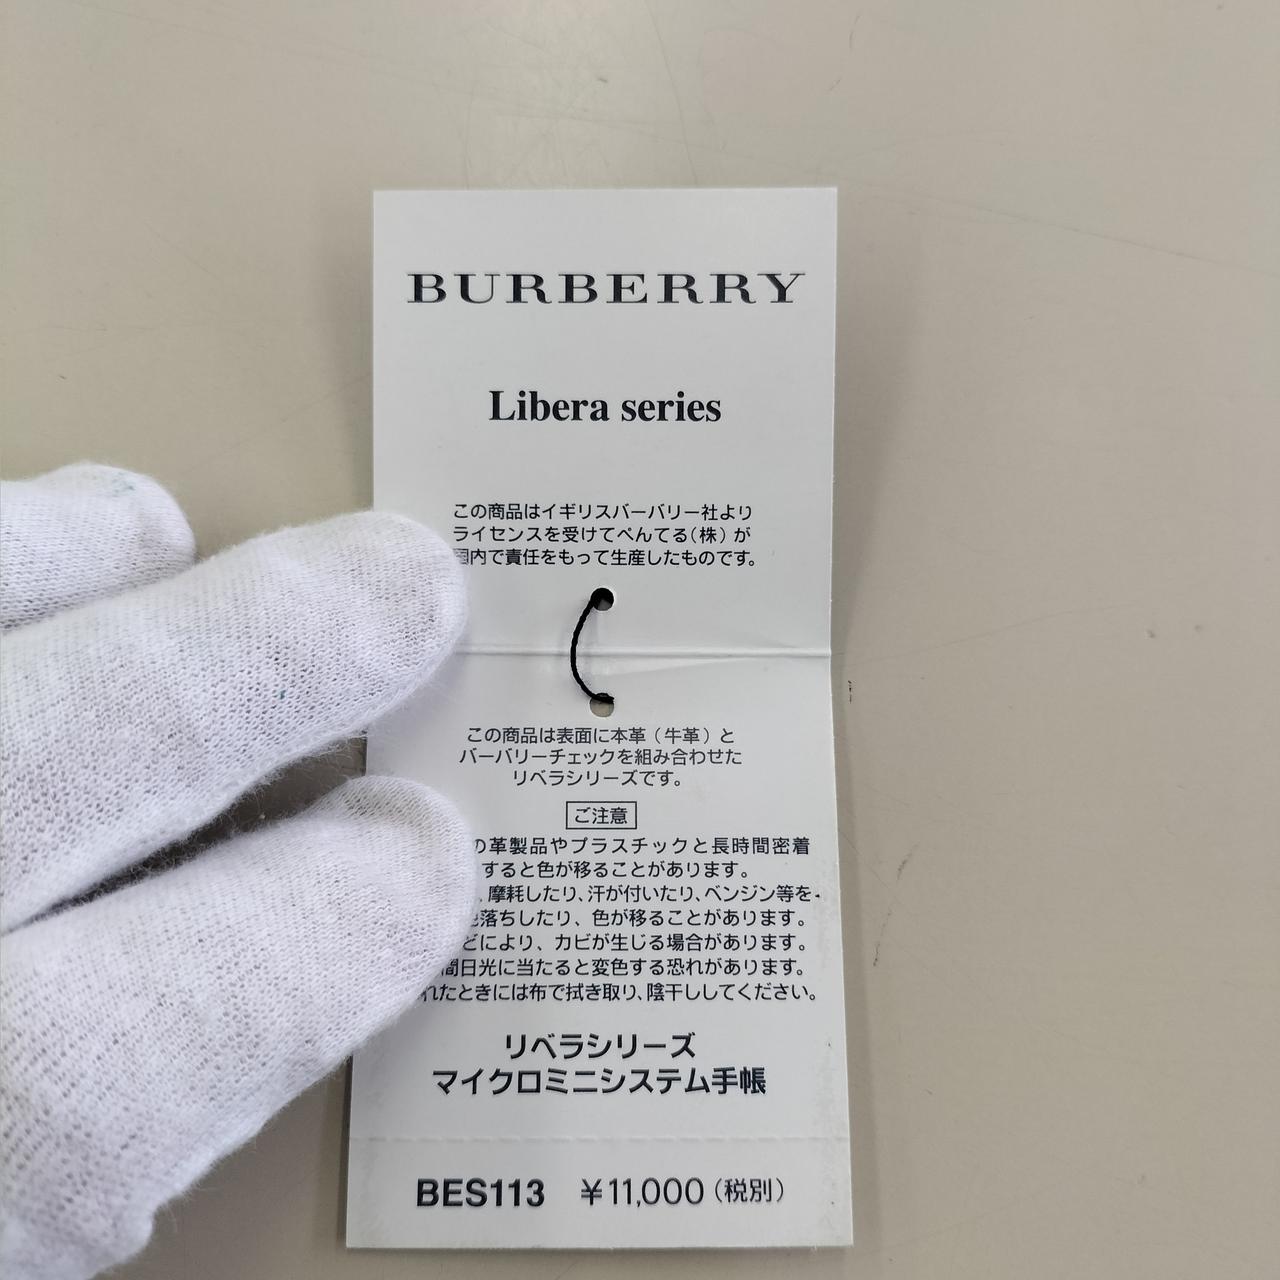 BURBERRY
Libera series
この商品はイギリスバーバリー社より
ライセンスを受けてぺんてる（株）が
国内で責任をもって生産したものです。
この商品は表面に本革（牛革）と
バーバリーチェックを組み合わせた
リベラシリーズです。
ご注意
の革製品やプラスチックと長時間密着
すると色が移ることがあります。
、摩耗したり、汗が付いたり、ベンジン等を
落ちしたり、色が移ることがあります。
どにより、カビが生じる場合があります。
間日光に当たると変色する恐れがあります。
れたときには布で拭き取り、陰干ししてください。
リベラシリーズ
マイクロミニシステム手帳
BES113 ¥11,000（税別）